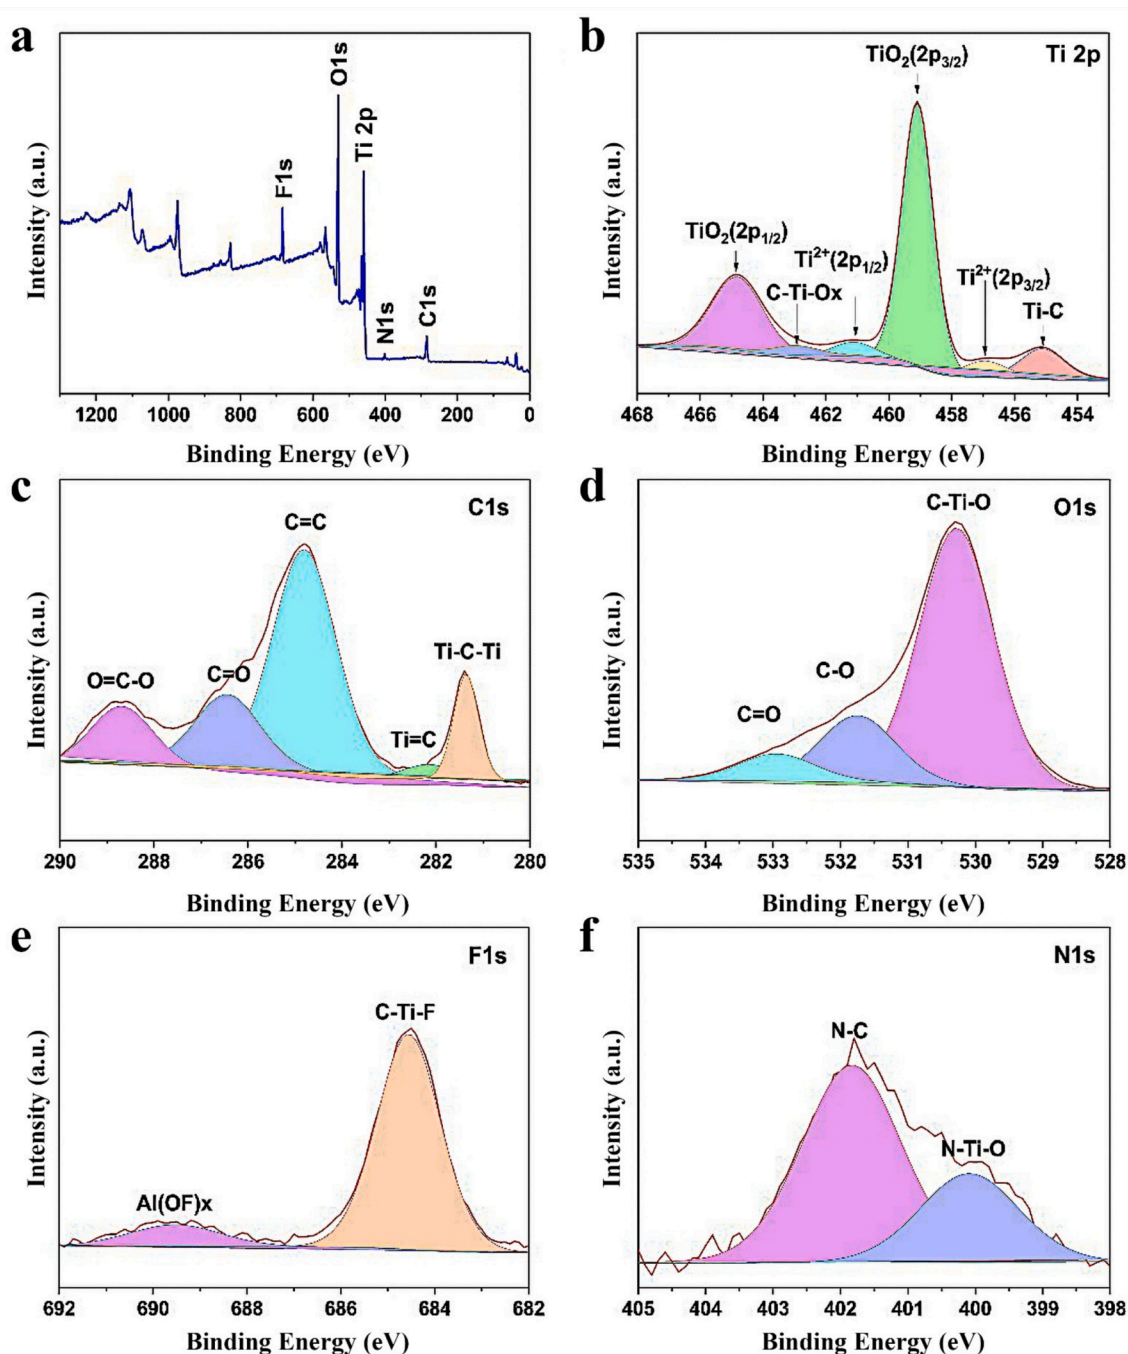 a
O1s
Ti 2p
F1s
N1s
C1s
Intensity (a.u.)
1200 1000 800 600 400 200 0
Binding Energy (eV)
b
Ti 2p
TiO₂(2p₃/₂)
TiO₂(2p₁/₂)
Ti²⁺(2p₁/₂)
C-Ti-Ox
Ti²⁺(2p₃/₂)
Ti-C
Intensity (a.u.)
468 466 464 462 460 458 456 454
Binding Energy (eV)
c
C1s
C=C
Ti-C-Ti
O=C-O
C=O
Ti=C
Intensity (a.u.)
290 288 286 284 282 280
Binding Energy (eV)
d
O1s
C-Ti-O
C-O
C=O
Intensity (a.u.)
535 534 533 532 531 530 529 528
Binding Energy (eV)
e
F1s
C-Ti-F
Al(OF)x
Intensity (a.u.)
692 690 688 686 684 682
Binding Energy (eV)
f
N1s
N-C
N-Ti-O
Intensity (a.u.)
405 404 403 402 401 400 399 398
Binding Energy (eV)